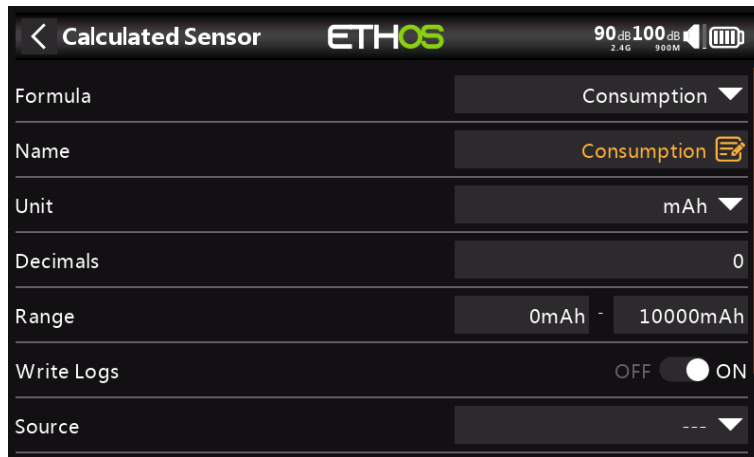 Calculated Sensor ETHOS 90dB 2.4G 100dB 900M
Formula Consumption
Name Consumption
Unit mAh
Decimals 0
Range 0mAh - 10000mAh
Write Logs OFF ON
Source ---